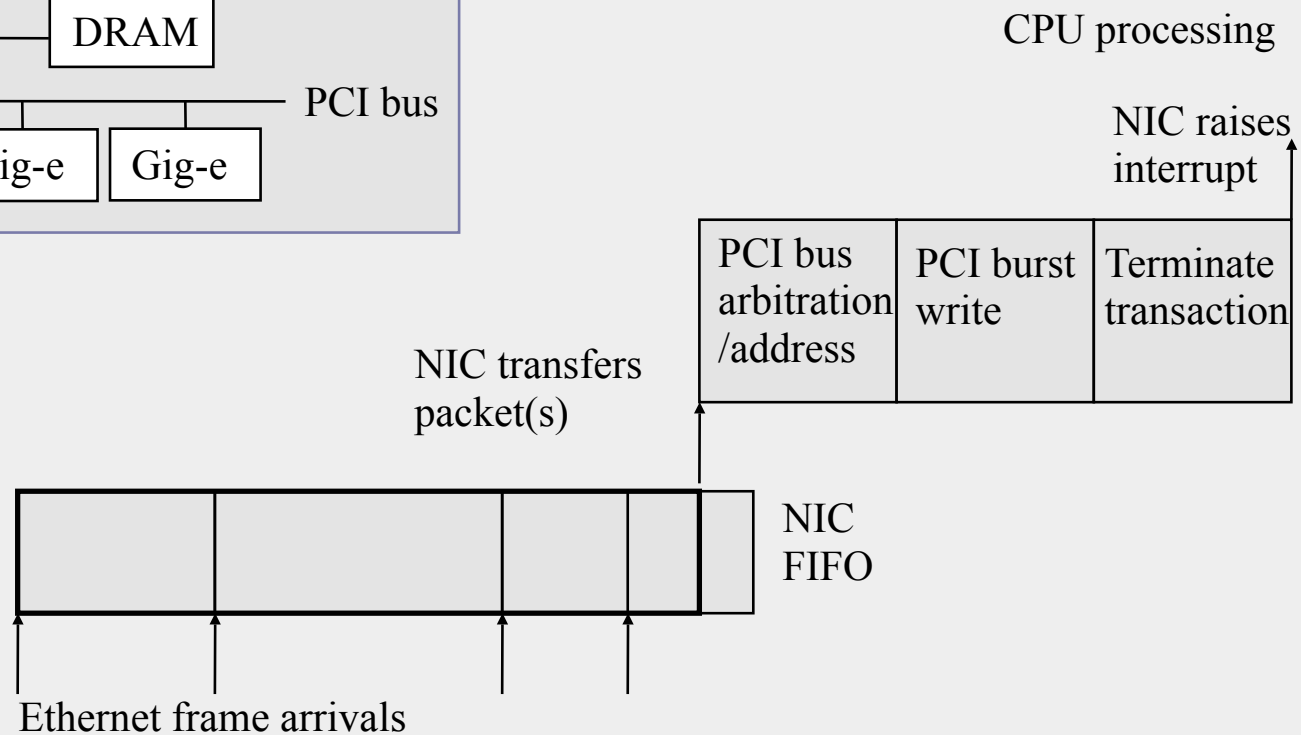 DRAM
PCI bus
ig-e
Gig-e
CPU processing
NIC raises
interrupt
PCI bus
arbitration
/address
PCI burst
write
Terminate
transaction
NIC transfers
packet(s)
NIC
FIFO
Ethernet frame arrivals